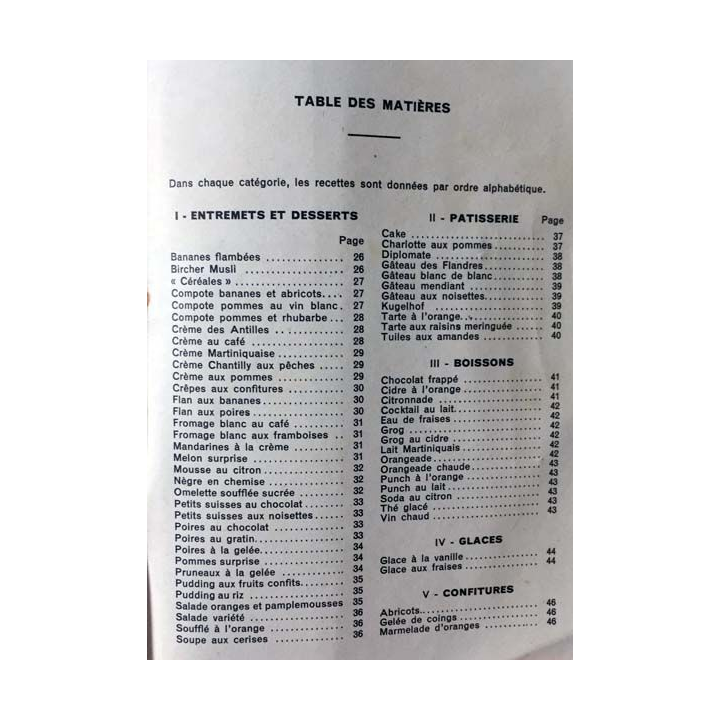 TABLE DES MATIÈRES
Dans chaque catégorie, les recettes sont données par ordre alphabétique.
I - ENTREMETS ET DESSERTS
Page
Bananes flambées .............. 26
Bircher Musli .................. 26
« Céréales » .................... 27
Compote bananes et abricots.... 27
Compote pommes au vin blanc. 27
Compote pommes et rhubarbe ... 28
Crème des Antilles .............. 28
Crème au café .................. 28
Crème Martiniquaise ............ 29
Crème Chantilly aux pêches ..... 29
Crème aux pommes ............ 29
Crêpes aux confitures .......... 30
Flan aux bananes............... 30
Flan aux poires ................ 30
Fromage blanc au café ......... 31
Fromage blanc aux framboises .. 31
Mandarines à la crème ......... 31
Melon surprise ................. 31
Mousse au citron ............... 32
Nègre en chemise .............. 32
Omelette soufflée sucrée ....... 32
Petits suisses au chocolat....... 33
Petits suisses aux noisettes...... 33
Poires au chocolat ............. 33
Poires au gratin................. 33
Poires à la gelée................ 34
Pommes surprise ............... 34
Pruneaux à la gelée ............ 34
Pudding aux fruits confits....... 35
Pudding au riz ................. 35
Salade oranges et pamplemousses 35
Salade variété .................. 36
Soufflé à l'orange .............. 36
Soupe aux cerises .............. 36
II - PATISSERIE
Page
Cake ........................... 37
Charlotte aux pommes .......... 37
Diplomate ...................... 38
Gâteau des Flandres............ 38
Gâteau blanc de blanc.......... 38
Gâteau mendiant ............... 39
Gâteau aux noisettes............ 39
Kugelhof ....................... 39
Tarte à l'orange................ 40
Tarte aux raisins meringuée ..... 40
Tuiles aux amandes ............ 40
III - BOISSONS
Chocolat frappé ................ 41
Cidre à l'orange ............... 41
Citronnade ..................... 41
Cocktail au lait................. 42
Eau de fraises .................. 42
Grog ........................... 42
Grog au cidre .................. 42
Lait Martiniquais ............... 42
Orangeade ..................... 42
Orangeade chaude.............. 43
Punch à l'orange ............... 43
Punch au lait................... 43
Soda au citron ................. 43
Thé glacé ...................... 43
Vin chaud ...................... 43
IV - GLACES
Glace à la vanille ............... 44
Glace aux fraises ............... 44
V - CONFITURES
Abricots........................ 46
Gelée de coings ................ 46
Marmelade d'oranges ........... 46